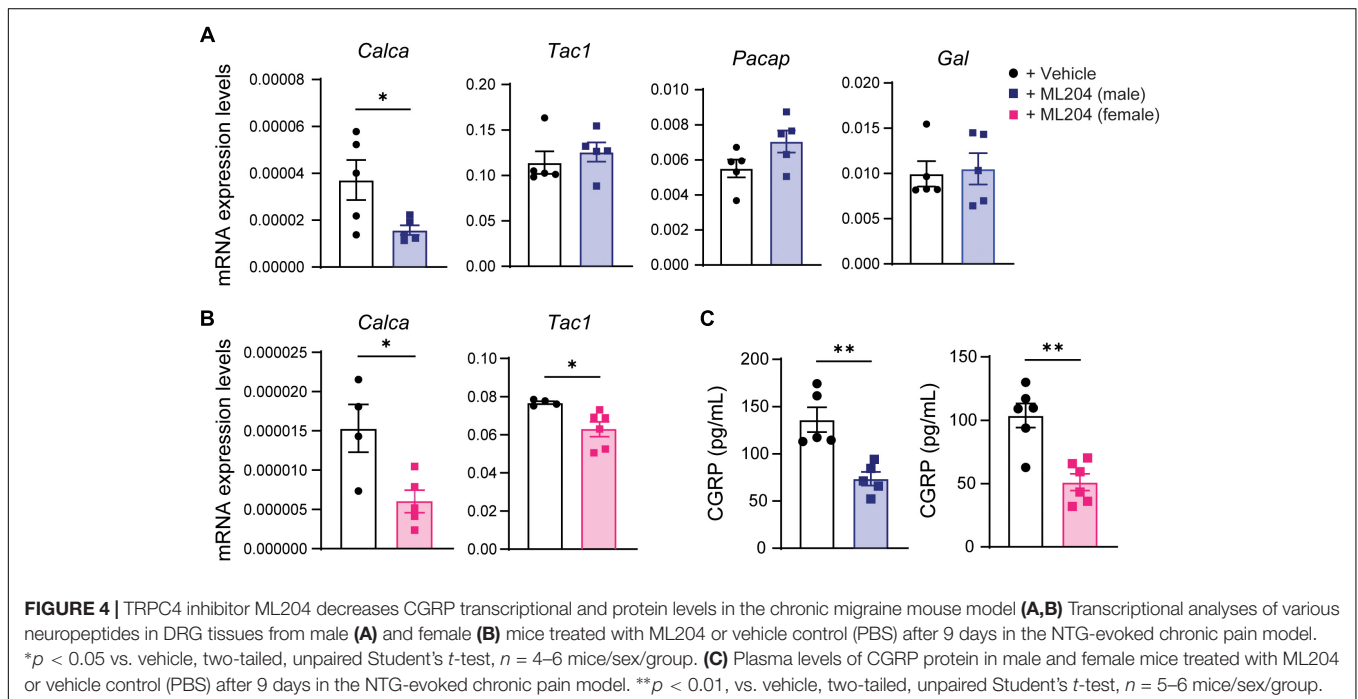 A
Calca
Tac1
Pacap
Gal
mRNA expression levels
0.00008
0.00006
0.00004
0.00002
0.00000
*
0.20
0.15
0.10
0.05
0.00
0.010
0.008
0.006
0.004
0.002
0.000
0.020
0.015
0.010
0.005
0.000
+ Vehicle
+ ML204 (male)
+ ML204 (female)
B
Calca
Tac1
mRNA expression levels
0.000025
0.000020
0.000015
0.000010
0.000005
0.000000
*
0.10
0.08
0.06
0.04
0.02
0.00
*
C
CGRP (pg/mL)
200
150
100
50
0
**
CGRP (pg/mL)
150
100
50
0
**
FIGURE 4 | TRPC4 inhibitor ML204 decreases CGRP transcriptional and protein levels in the chronic migraine mouse model (A,B) Transcriptional analyses of various
neuropeptides in DRG tissues from male (A) and female (B) mice treated with ML204 or vehicle control (PBS) after 9 days in the NTG-evoked chronic pain model.
*p < 0.05 vs. vehicle, two-tailed, unpaired Student's t-test, n = 4–6 mice/sex/group. (C) Plasma levels of CGRP protein in male and female mice treated with ML204
or vehicle control (PBS) after 9 days in the NTG-evoked chronic pain model. **p < 0.01, vs. vehicle, two-tailed, unpaired Student's t-test, n = 5–6 mice/sex/group.